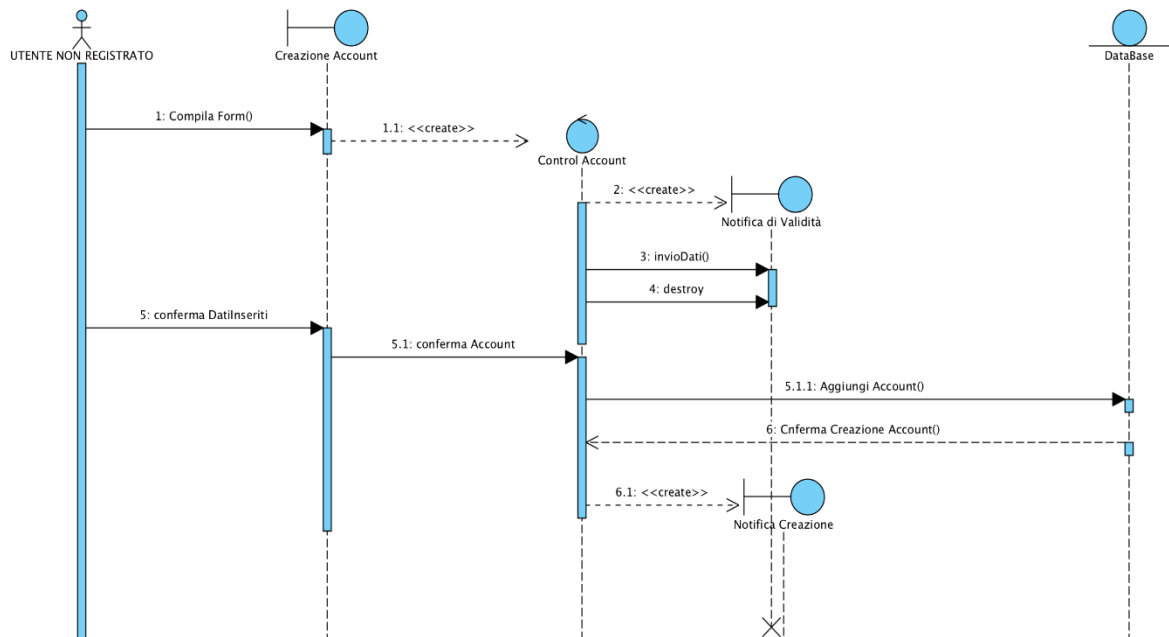 UTENTE NON REGISTRATO
Creazione Account
DataBase
1: Compila Form()
1.1: <<create>>
Control Account
2: <<create>>
Notifica di Validità
3: invioDati()
4: destroy
5: conferma DatiInseriti
5.1: conferma Account
5.1.1: Aggiungi Account()
6: Cnferma Creazione Account()
6.1: <<create>>
Notifica Creazione